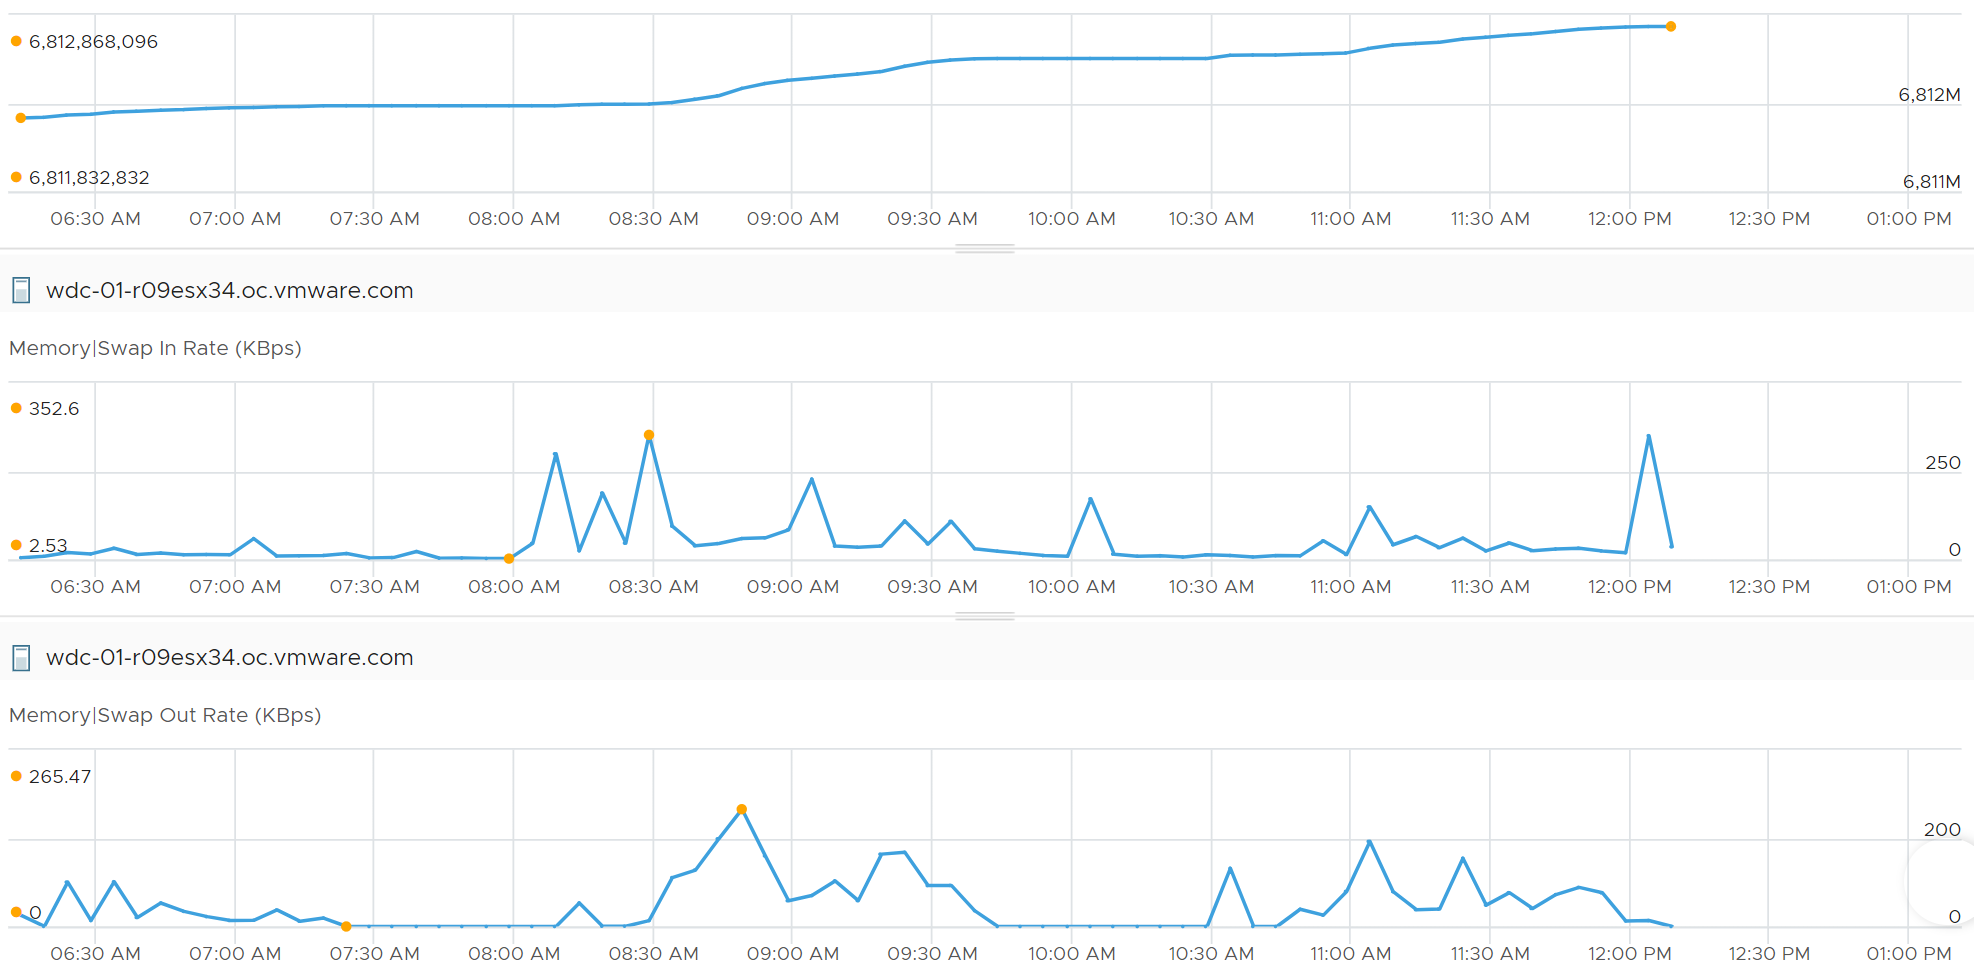 6,812,868,096
6,812M
6,811,832,832
6,811M
06:30 AM 07:00 AM 07:30 AM 08:00 AM 08:30 AM 09:00 AM 09:30 AM 10:00 AM 10:30 AM 11:00 AM 11:30 AM 12:00 PM 12:30 PM 01:00 PM
wdc-01-r09esx34.oc.vmware.com
Memory|Swap In Rate (KBps)
352.6
250
2.53
0
06:30 AM 07:00 AM 07:30 AM 08:00 AM 08:30 AM 09:00 AM 09:30 AM 10:00 AM 10:30 AM 11:00 AM 11:30 AM 12:00 PM 12:30 PM 01:00 PM
wdc-01-r09esx34.oc.vmware.com
Memory|Swap Out Rate (KBps)
265.47
200
0
0
06:30 AM 07:00 AM 07:30 AM 08:00 AM 08:30 AM 09:00 AM 09:30 AM 10:00 AM 10:30 AM 11:00 AM 11:30 AM 12:00 PM 12:30 PM 01:00 PM